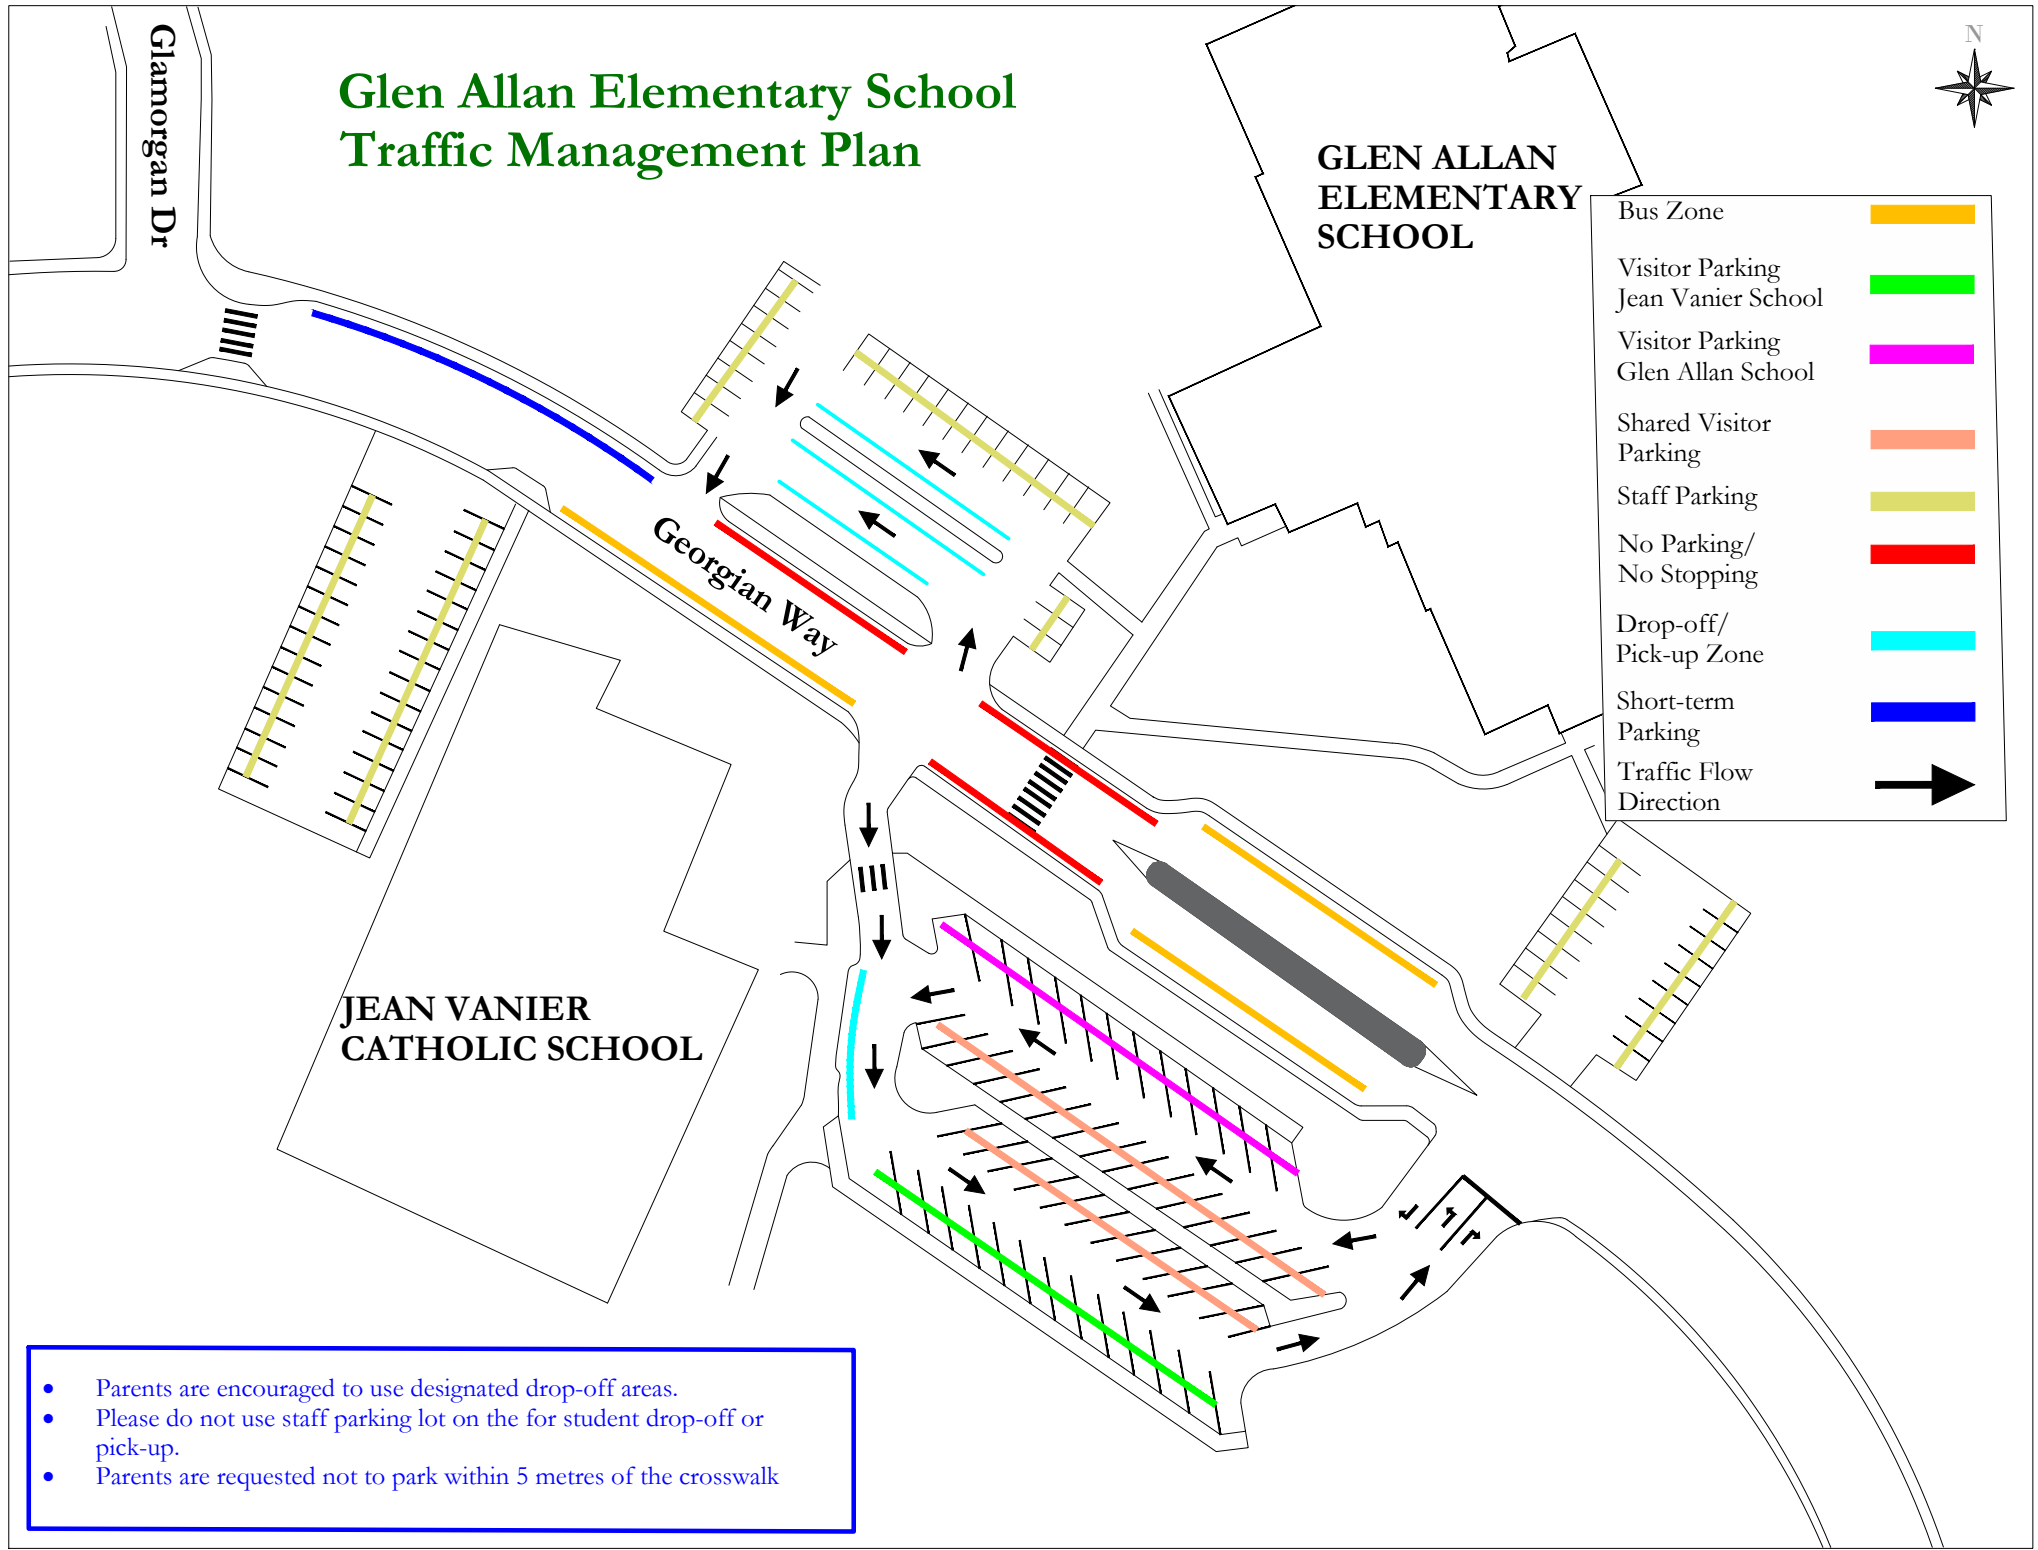 Glamorgan Dr
Glen Allan Elementary School
Traffic Management Plan
N
GLEN ALLAN
ELEMENTARY
SCHOOL
Bus Zone
Visitor Parking
Jean Vanier School
Visitor Parking
Glen Allan School
Shared Visitor
Parking
Staff Parking
No Parking/
No Stopping
Drop-off/
Pick-up Zone
Short-term
Parking
Traffic Flow
Direction
Georgian Way
JEAN VANIER
CATHOLIC SCHOOL
• Parents are encouraged to use designated drop-off areas.
• Please do not use staff parking lot on the for student drop-off or
pick-up.
• Parents are requested not to park within 5 metres of the crosswalk